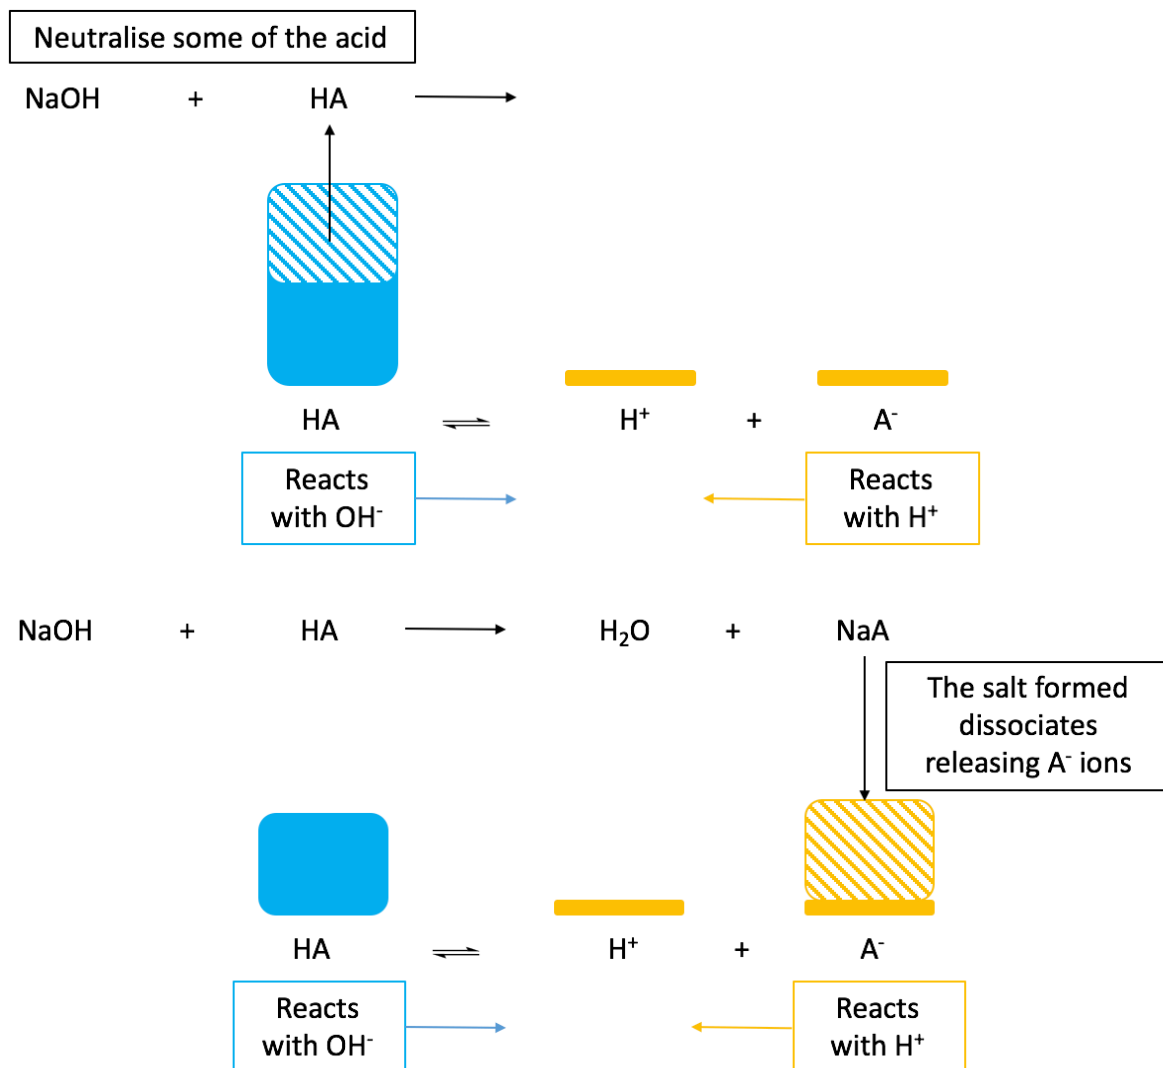 Neutralise some of the acid
NaOH + HA ⟶
HA ⇌ H⁺ + A⁻
Reacts
with OH⁻
Reacts
with H⁺
NaOH + HA ⟶ H₂O + NaA
The salt formed
dissociates
releasing A⁻ ions
HA ⇌ H⁺ + A⁻
Reacts
with OH⁻
Reacts
with H⁺